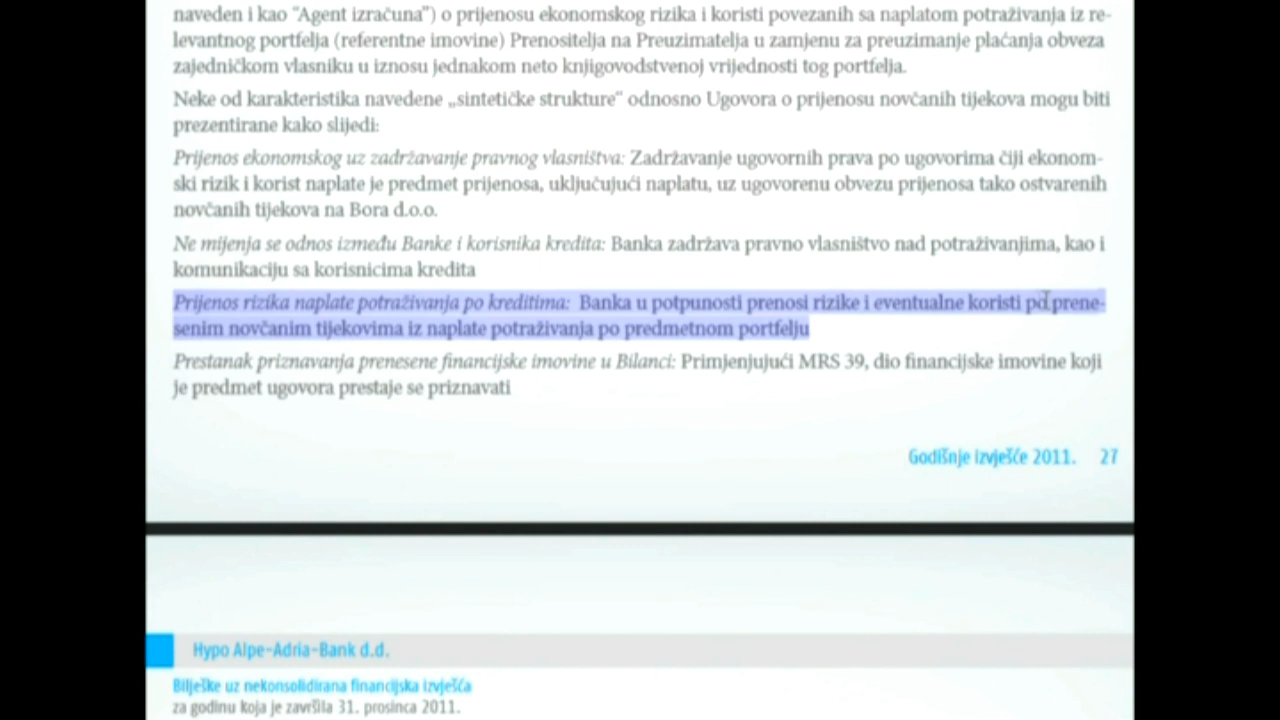 naveden i kao “Agent izračuna”) o prijenosu ekonomskog rizika i koristi povezanih sa naplatom potraživanja iz re-
levantnog portfelja (referentne imovine) Prenositelja na Preuzimatelja u zamjenu za preuzimanje plaćanja obveza
zajedničkom vlasniku u iznosu jednakom neto knjigovodstvenoj vrijednosti tog portfelja.
Neke od karakteristika navedene „sintetičke strukture“ odnosno Ugovora o prijenosu novčanih tijekova mogu biti
prezentirane kako slijedi:
Prijenos ekonomskog uz zadržavanje pravnog vlasništva: Zadržavanje ugovornih prava po ugovorima čiji ekonom-
ski rizik i korist naplate je predmet prijenosa, uključujući naplatu, uz ugovorenu obvezu prijenosa tako ostvarenih
novčanih tijekova na Bora d.o.o.
Ne mijenja se odnos između Banke i korisnika kredita: Banka zadržava pravno vlasništvo nad potraživanjima, kao i
komunikaciju sa korisnicima kredita
Prijenos rizika naplate potraživanja po kreditima: Banka u potpunosti prenosi rizike i eventualne koristi po prene-
senim novčanim tijekovima iz naplate potraživanja po predmetnom portfelju
Prestanak priznavanja prenesene financijske imovine u Bilanci: Primjenjujući MRS 39, dio financijske imovine koji
je predmet ugovora prestaje se priznavati
Godišnje izvješće 2011. 27
Hypo Alpe-Adria-Bank d.d.
Bilješke uz nekonsolidirana financijska izvješća
za godinu koja je završila 31. prosinca 2011.